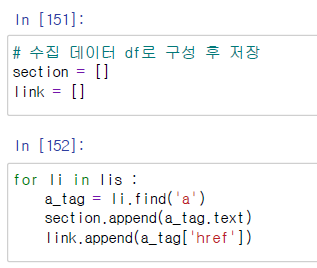 In [151]:
# 수집 데이터 df로 구성 후 저장
section = []
link = []
In [152]:
for li in lis :
    a_tag = li.find('a')
    section.append(a_tag.text)
    link.append(a_tag['href'])